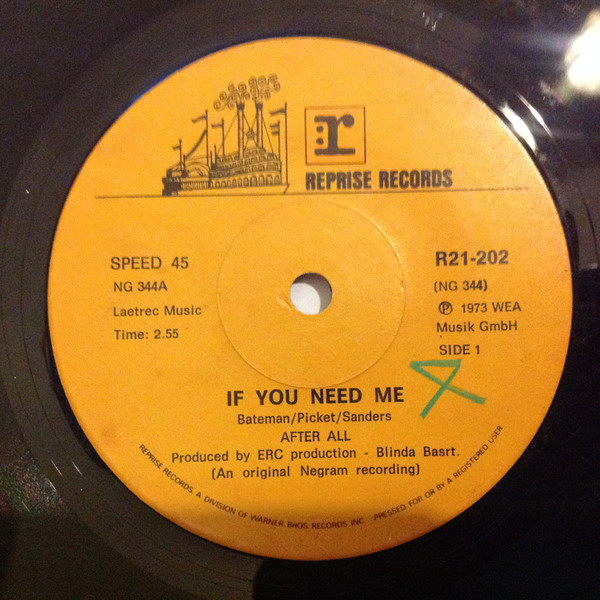 r
REPRISE RECORDS
SPEED 45
NG 344A
Laetrec Music
Time: 2.55
R21-202
(NG 344)
Ⓟ 1973 WEA
Musik GmbH
SIDE 1
IF YOU NEED ME
Bateman/Picket/Sanders
AFTER ALL
Produced by ERC production - Blinda Basrt.
(An original Negram recording)
REPRISE RECORDS, A DIVISION OF WARNER BROS. RECORDS INC. PRESSED FOR OR BY A REGISTERED USER